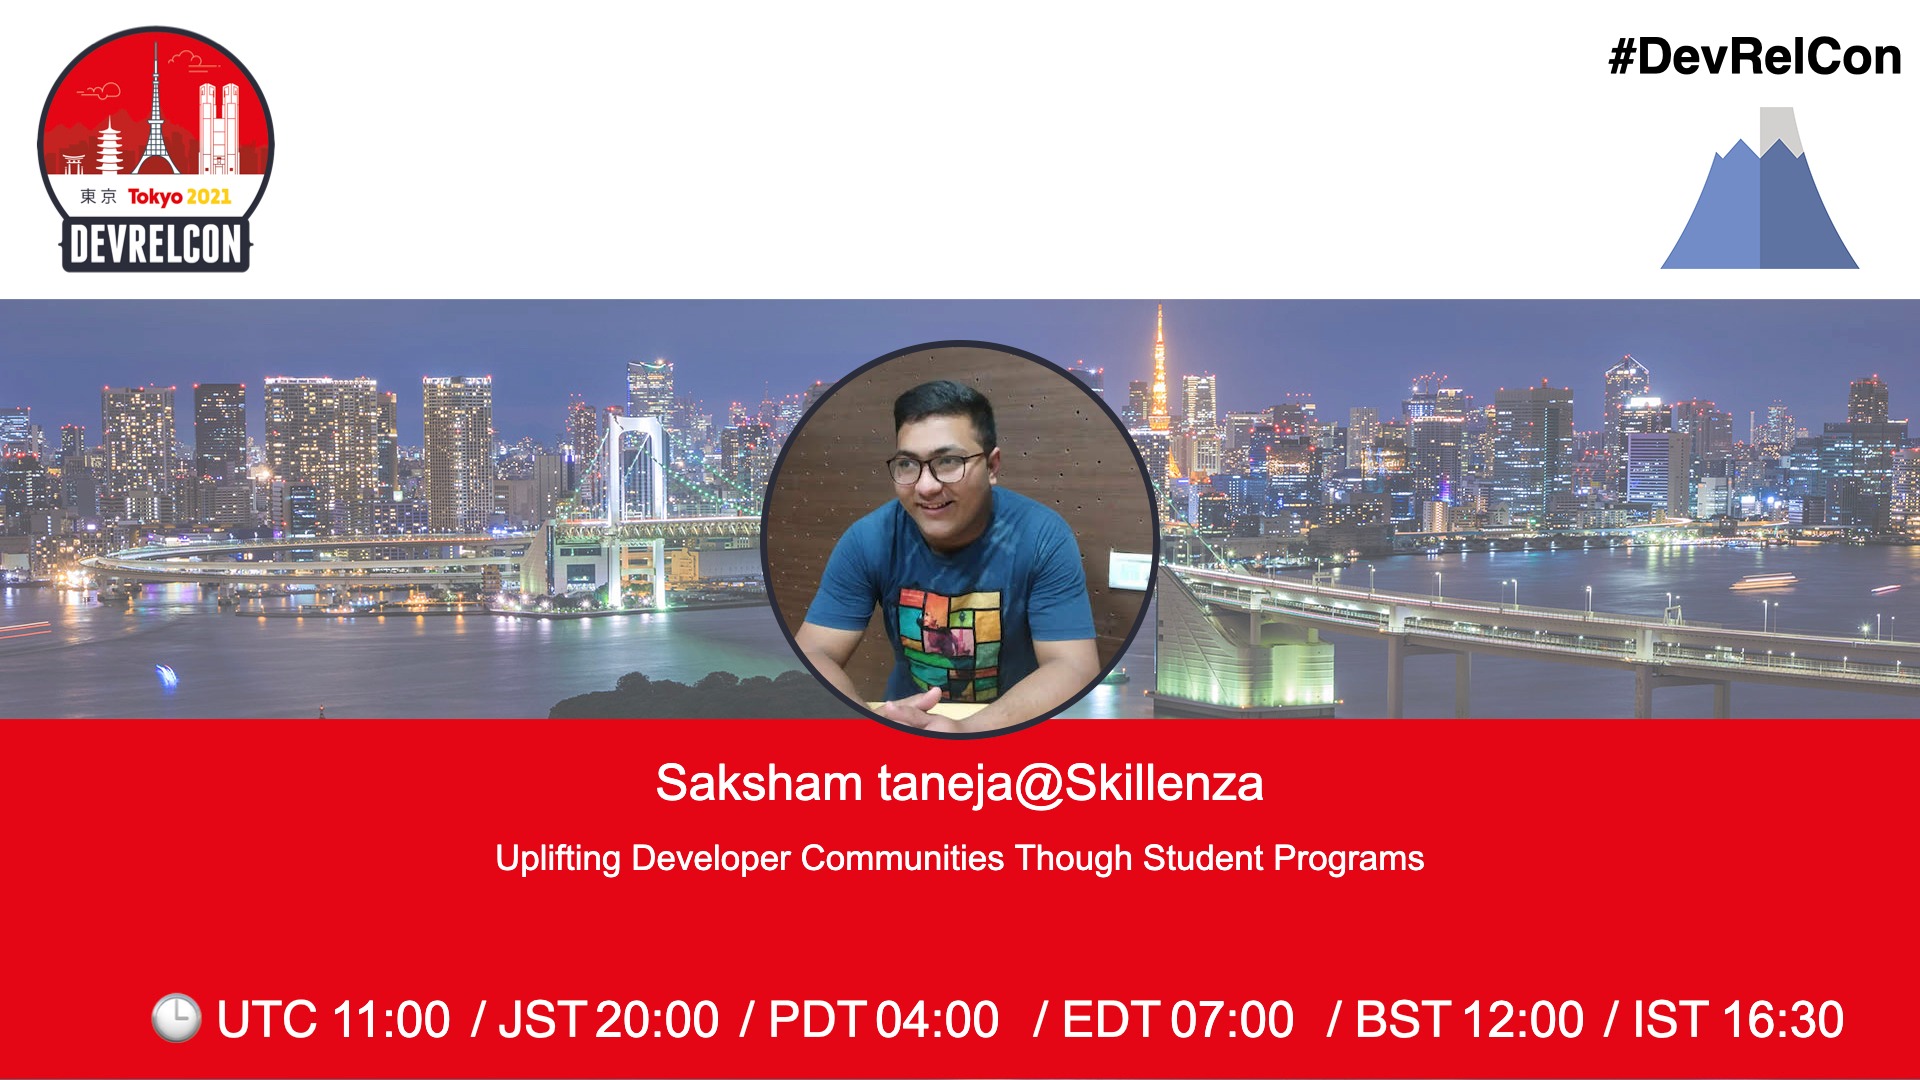 #DevRelCon
東京 Tokyo 2021
DEVRELCON
Saksham taneja@Skillenza
Uplifting Developer Communities Though Student Programs
UTC 11:00 / JST 20:00 / PDT 04:00 / EDT 07:00 / BST 12:00 / IST 16:30